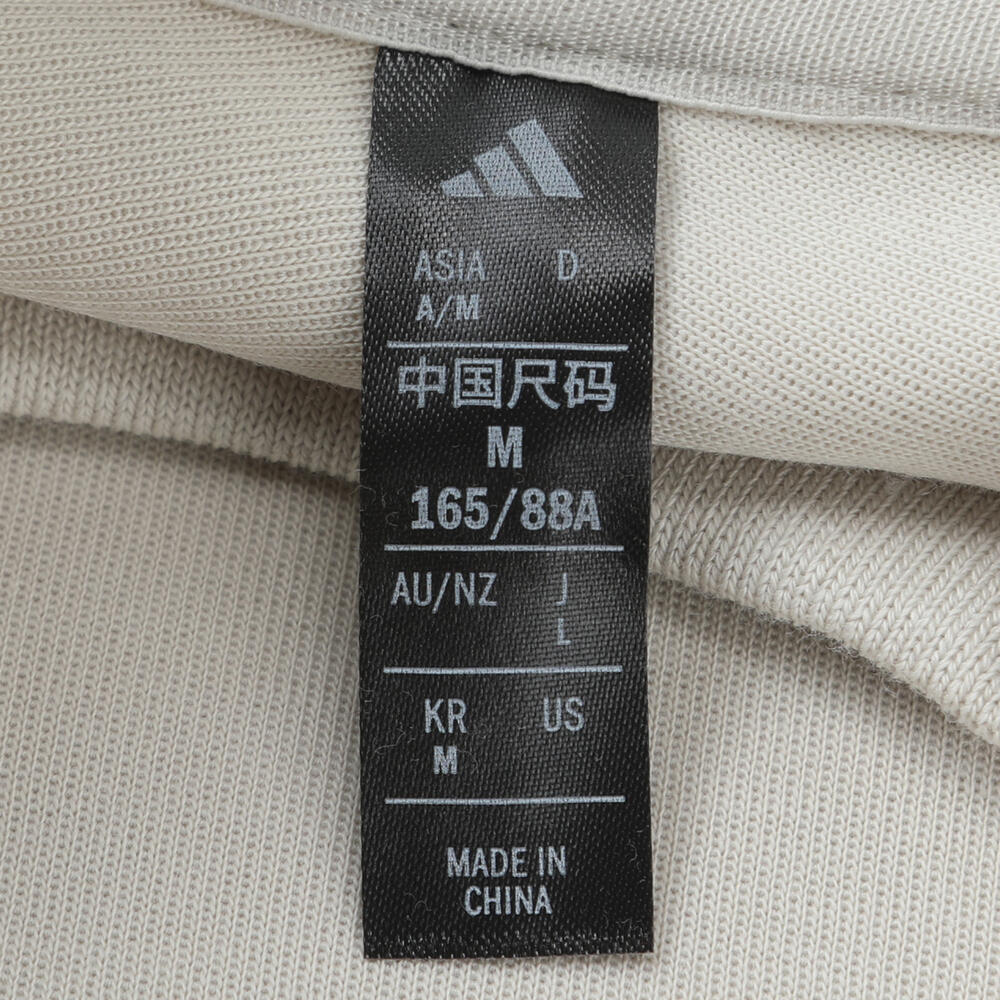 ASIA D
A/M
中国尺码
M
165/88A
AU/NZ J
L
KR US
M
MADE IN
CHINA